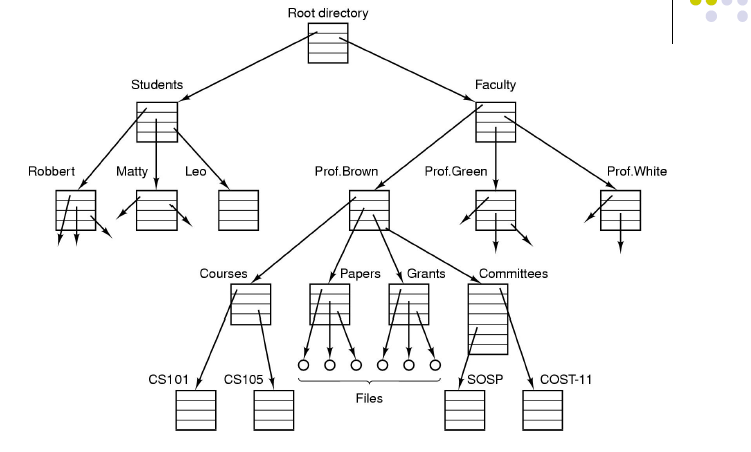 Root directory
Students
Faculty
Robbert
Matty
Leo
Prof.Brown
Prof.Green
Prof.White
Courses
Papers
Grants
Committees
CS101
CS105
SOSP
COST-11
Files